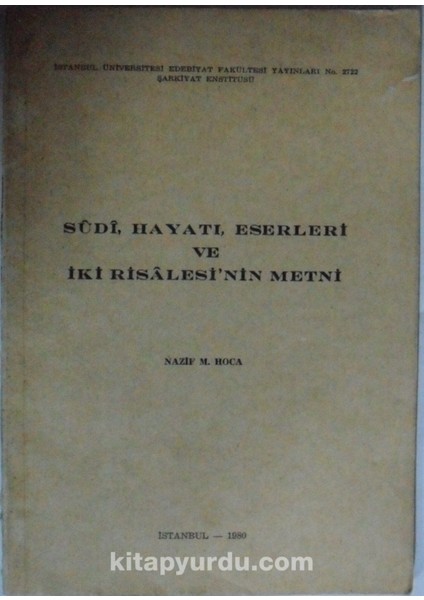 İSTANBUL ÜNİVERSİTESİ EDEBİYAT FAKÜLTESİ YAYINLARI No. 2722
ŞARKİYAT ENSTİTÜSÜ
SÛDÎ, HAYATI, ESERLERİ
VE
İKİ RİSÂLESİ'NİN METNİ
NAZİF M. HOCA
İSTANBUL — 1980
kitapyurdu.com